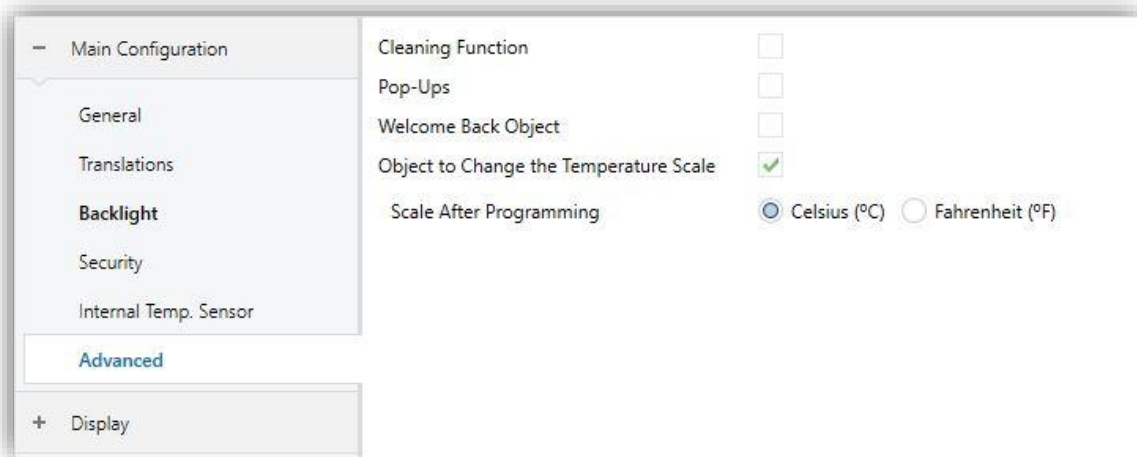 Main Configuration
General
Translations
Backlight
Security
Internal Temp. Sensor
Advanced
Display
Cleaning Function
Pop-Ups
Welcome Back Object
Object to Change the Temperature Scale
Scale After Programming Celsius (ºC) Fahrenheit (ºF)